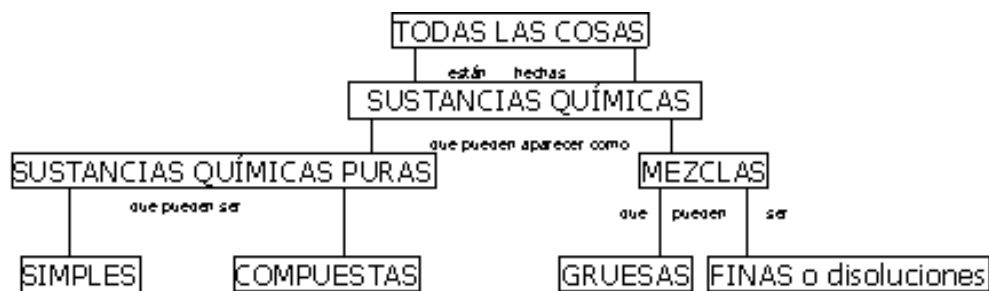 TODAS LAS COSAS
están hechas
SUSTANCIAS QUÍMICAS
que pueden aparecer como
SUSTANCIAS QUÍMICAS PURAS
MEZCLAS
que pueden ser
que pueden ser
SIMPLES
COMPUESTAS
GRUESAS
FINAS o disoluciones